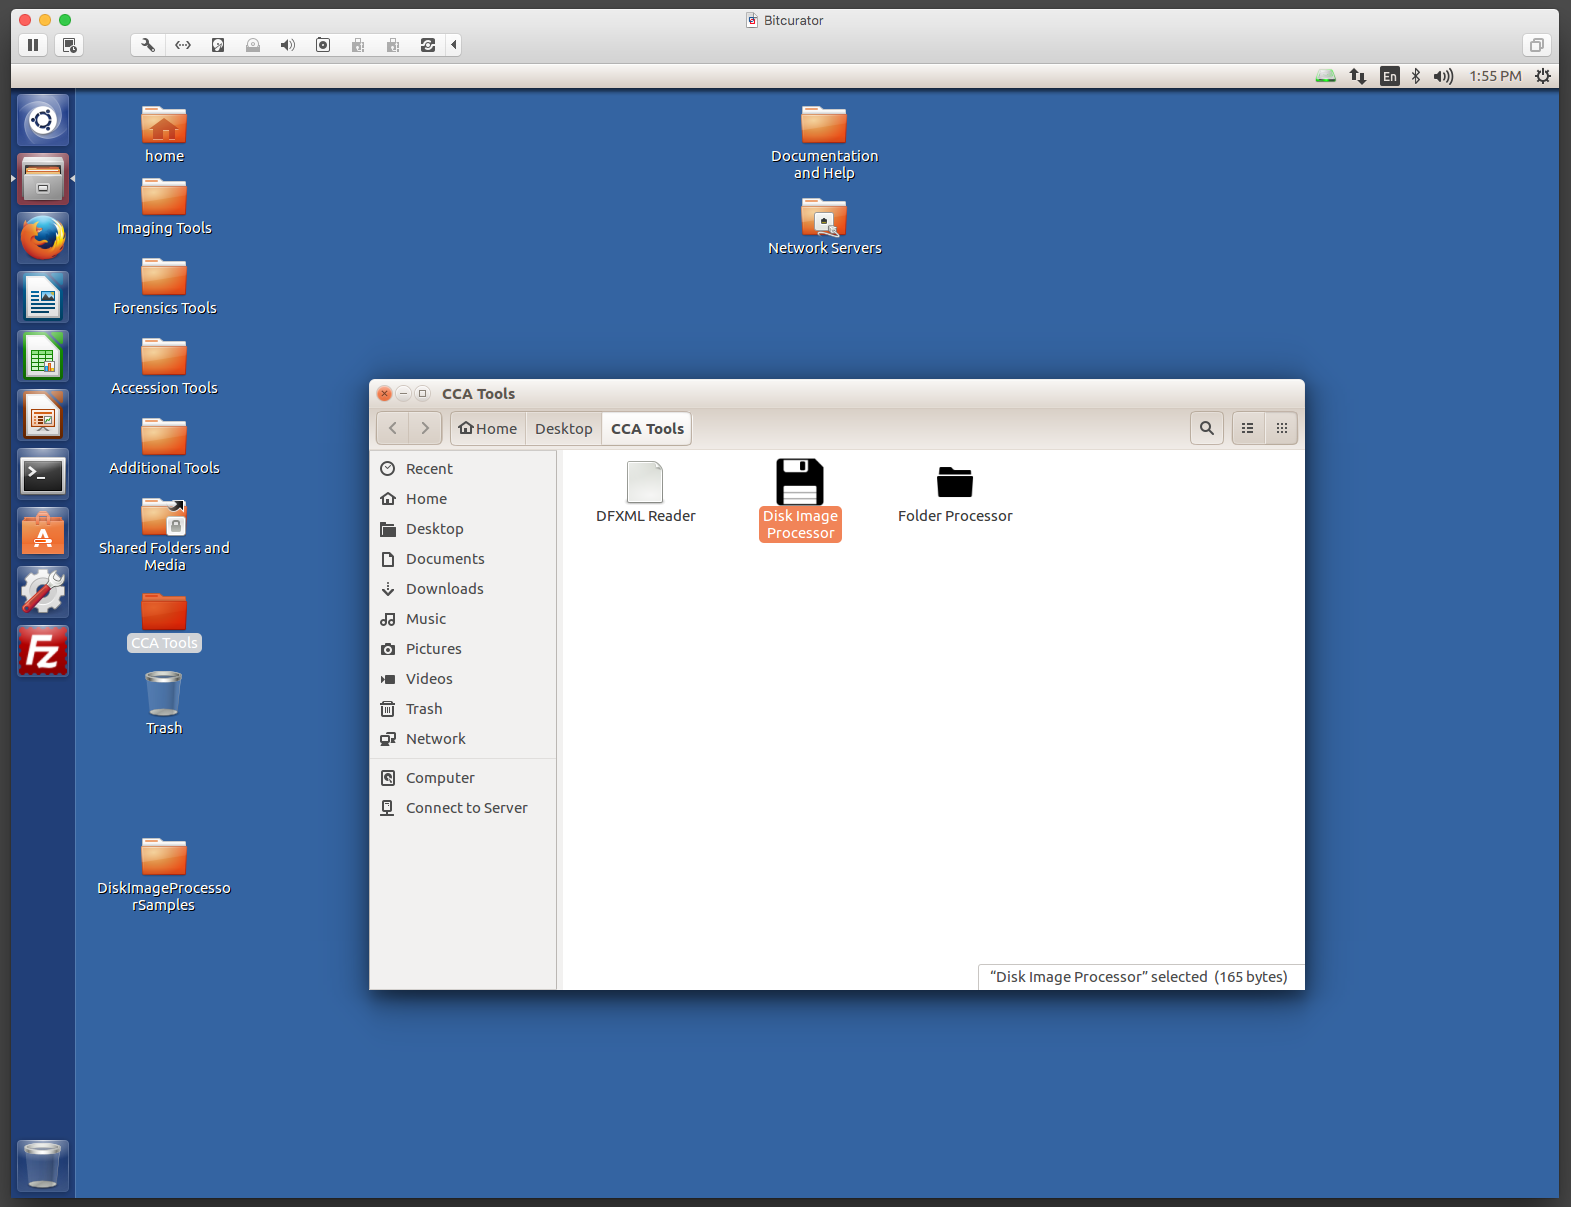 Bitcurator
En
1:55 PM
home
Imaging Tools
Forensics Tools
Accession Tools
Additional Tools
Shared Folders and
Media
CCA Tools
Trash
DiskImageProcesso
rSamples
Documentation
and Help
Network Servers
CCA Tools
Home
Desktop
CCA Tools
Recent
Home
Desktop
Documents
Downloads
Music
Pictures
Videos
Trash
Network
Computer
Connect to Server
DFXML Reader
Disk Image
Processor
Folder Processor
“Disk Image Processor” selected (165 bytes)
A
Fz
>_